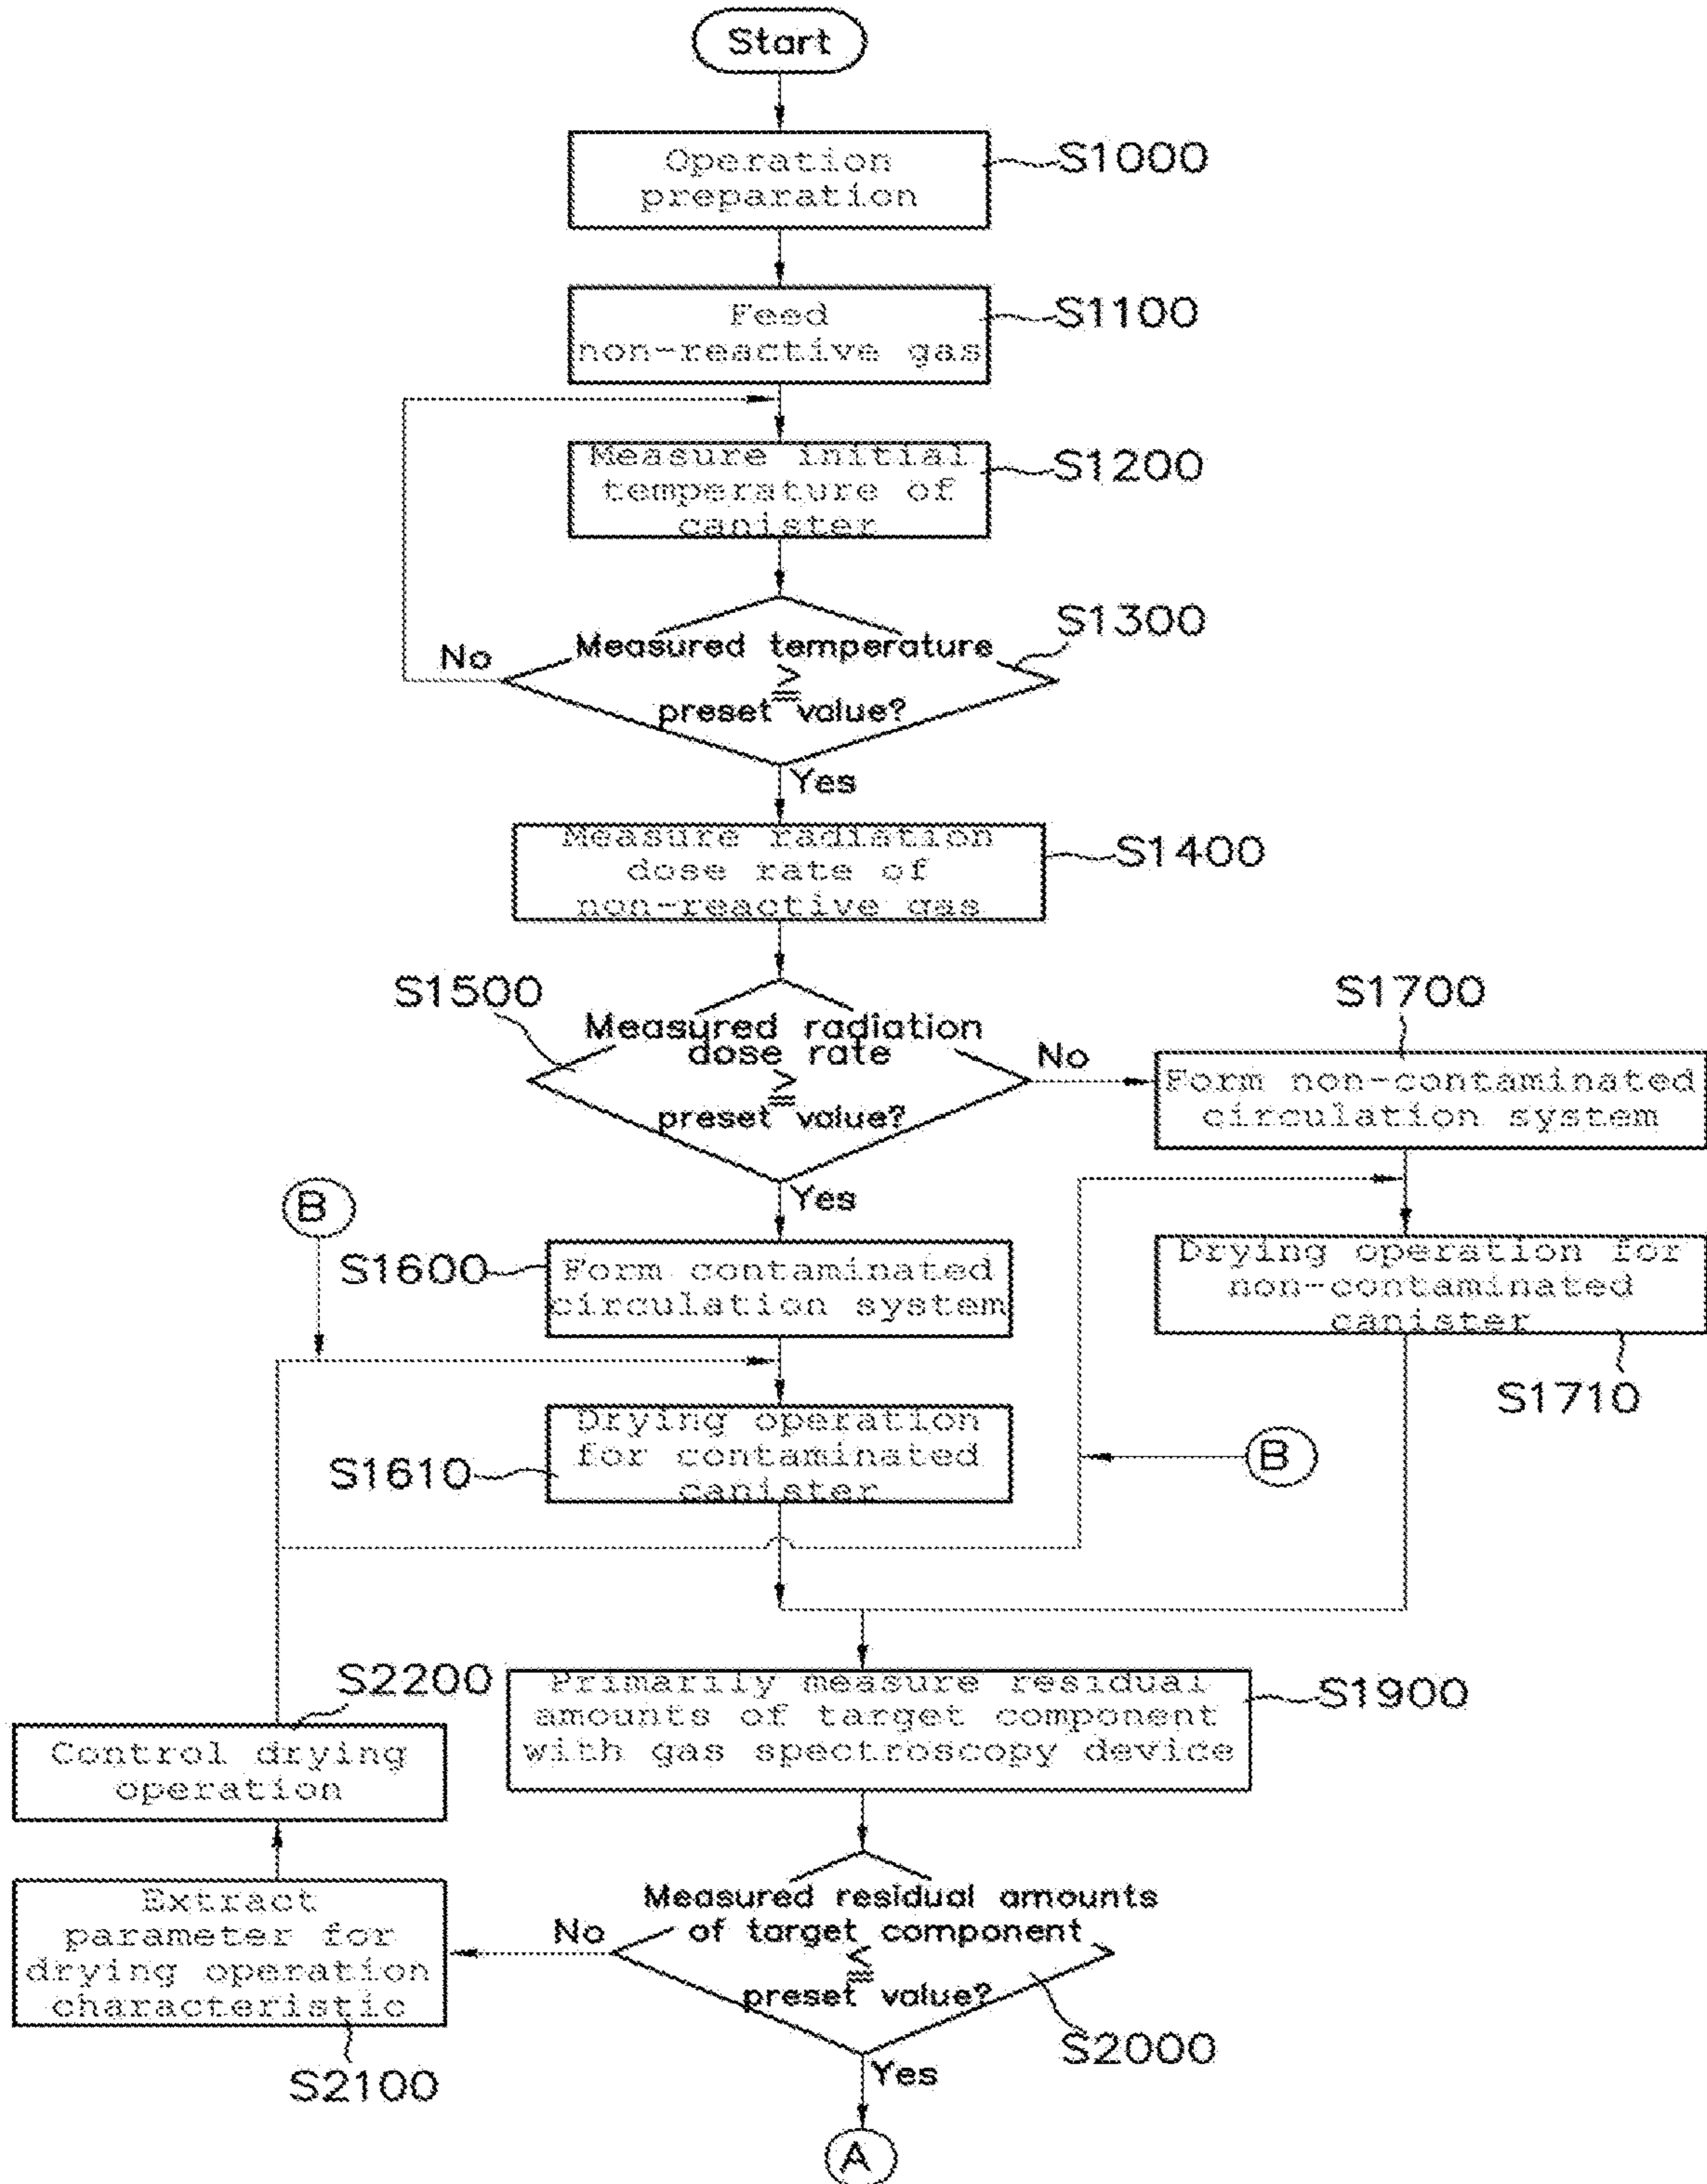 Start
Operation
preparation
S1000
Feed
non-reactive gas
S1100
Measure initial
temperature of
canister
S1200
Measured temperature
≧
preset value?
S1300
No
Yes
Measure radiation
dose rate of
non-reactive gas
S1400
S1500
Measured radiation
dose rate
≧
preset value?
No
Yes
S1700
Form non-contaminated
circulation system
B
S1600
Form contaminated
circulation system
Drying operation for
non-contaminated
canister
S1710
Drying operation
for contaminated
canister
S1610
B
S2200
Control drying
operation
Primarily measure residual
amounts of target component
with gas spectroscopy device
S1900
Extract
parameter for
drying operation
characteristic
S2100
No
Measured residual amounts
of target component
≦
preset value?
S2000
Yes
A